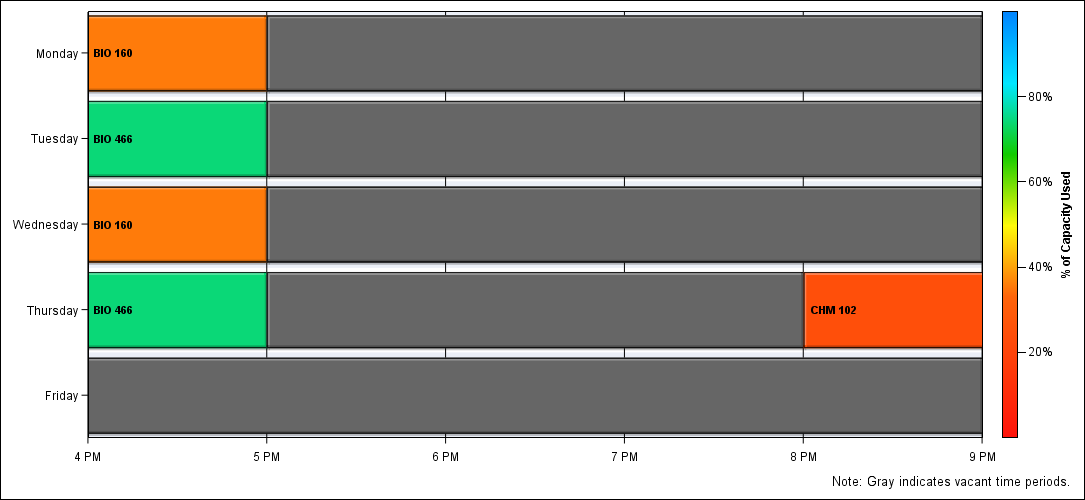 Monday
BIO 160
Tuesday
BIO 466
Wednesday
BIO 160
Thursday
BIO 466
CHM 102
Friday
4 PM
5 PM
6 PM
7 PM
8 PM
9 PM
80%
60%
40%
20%
% of Capacity Used
Note: Gray indicates vacant time periods.